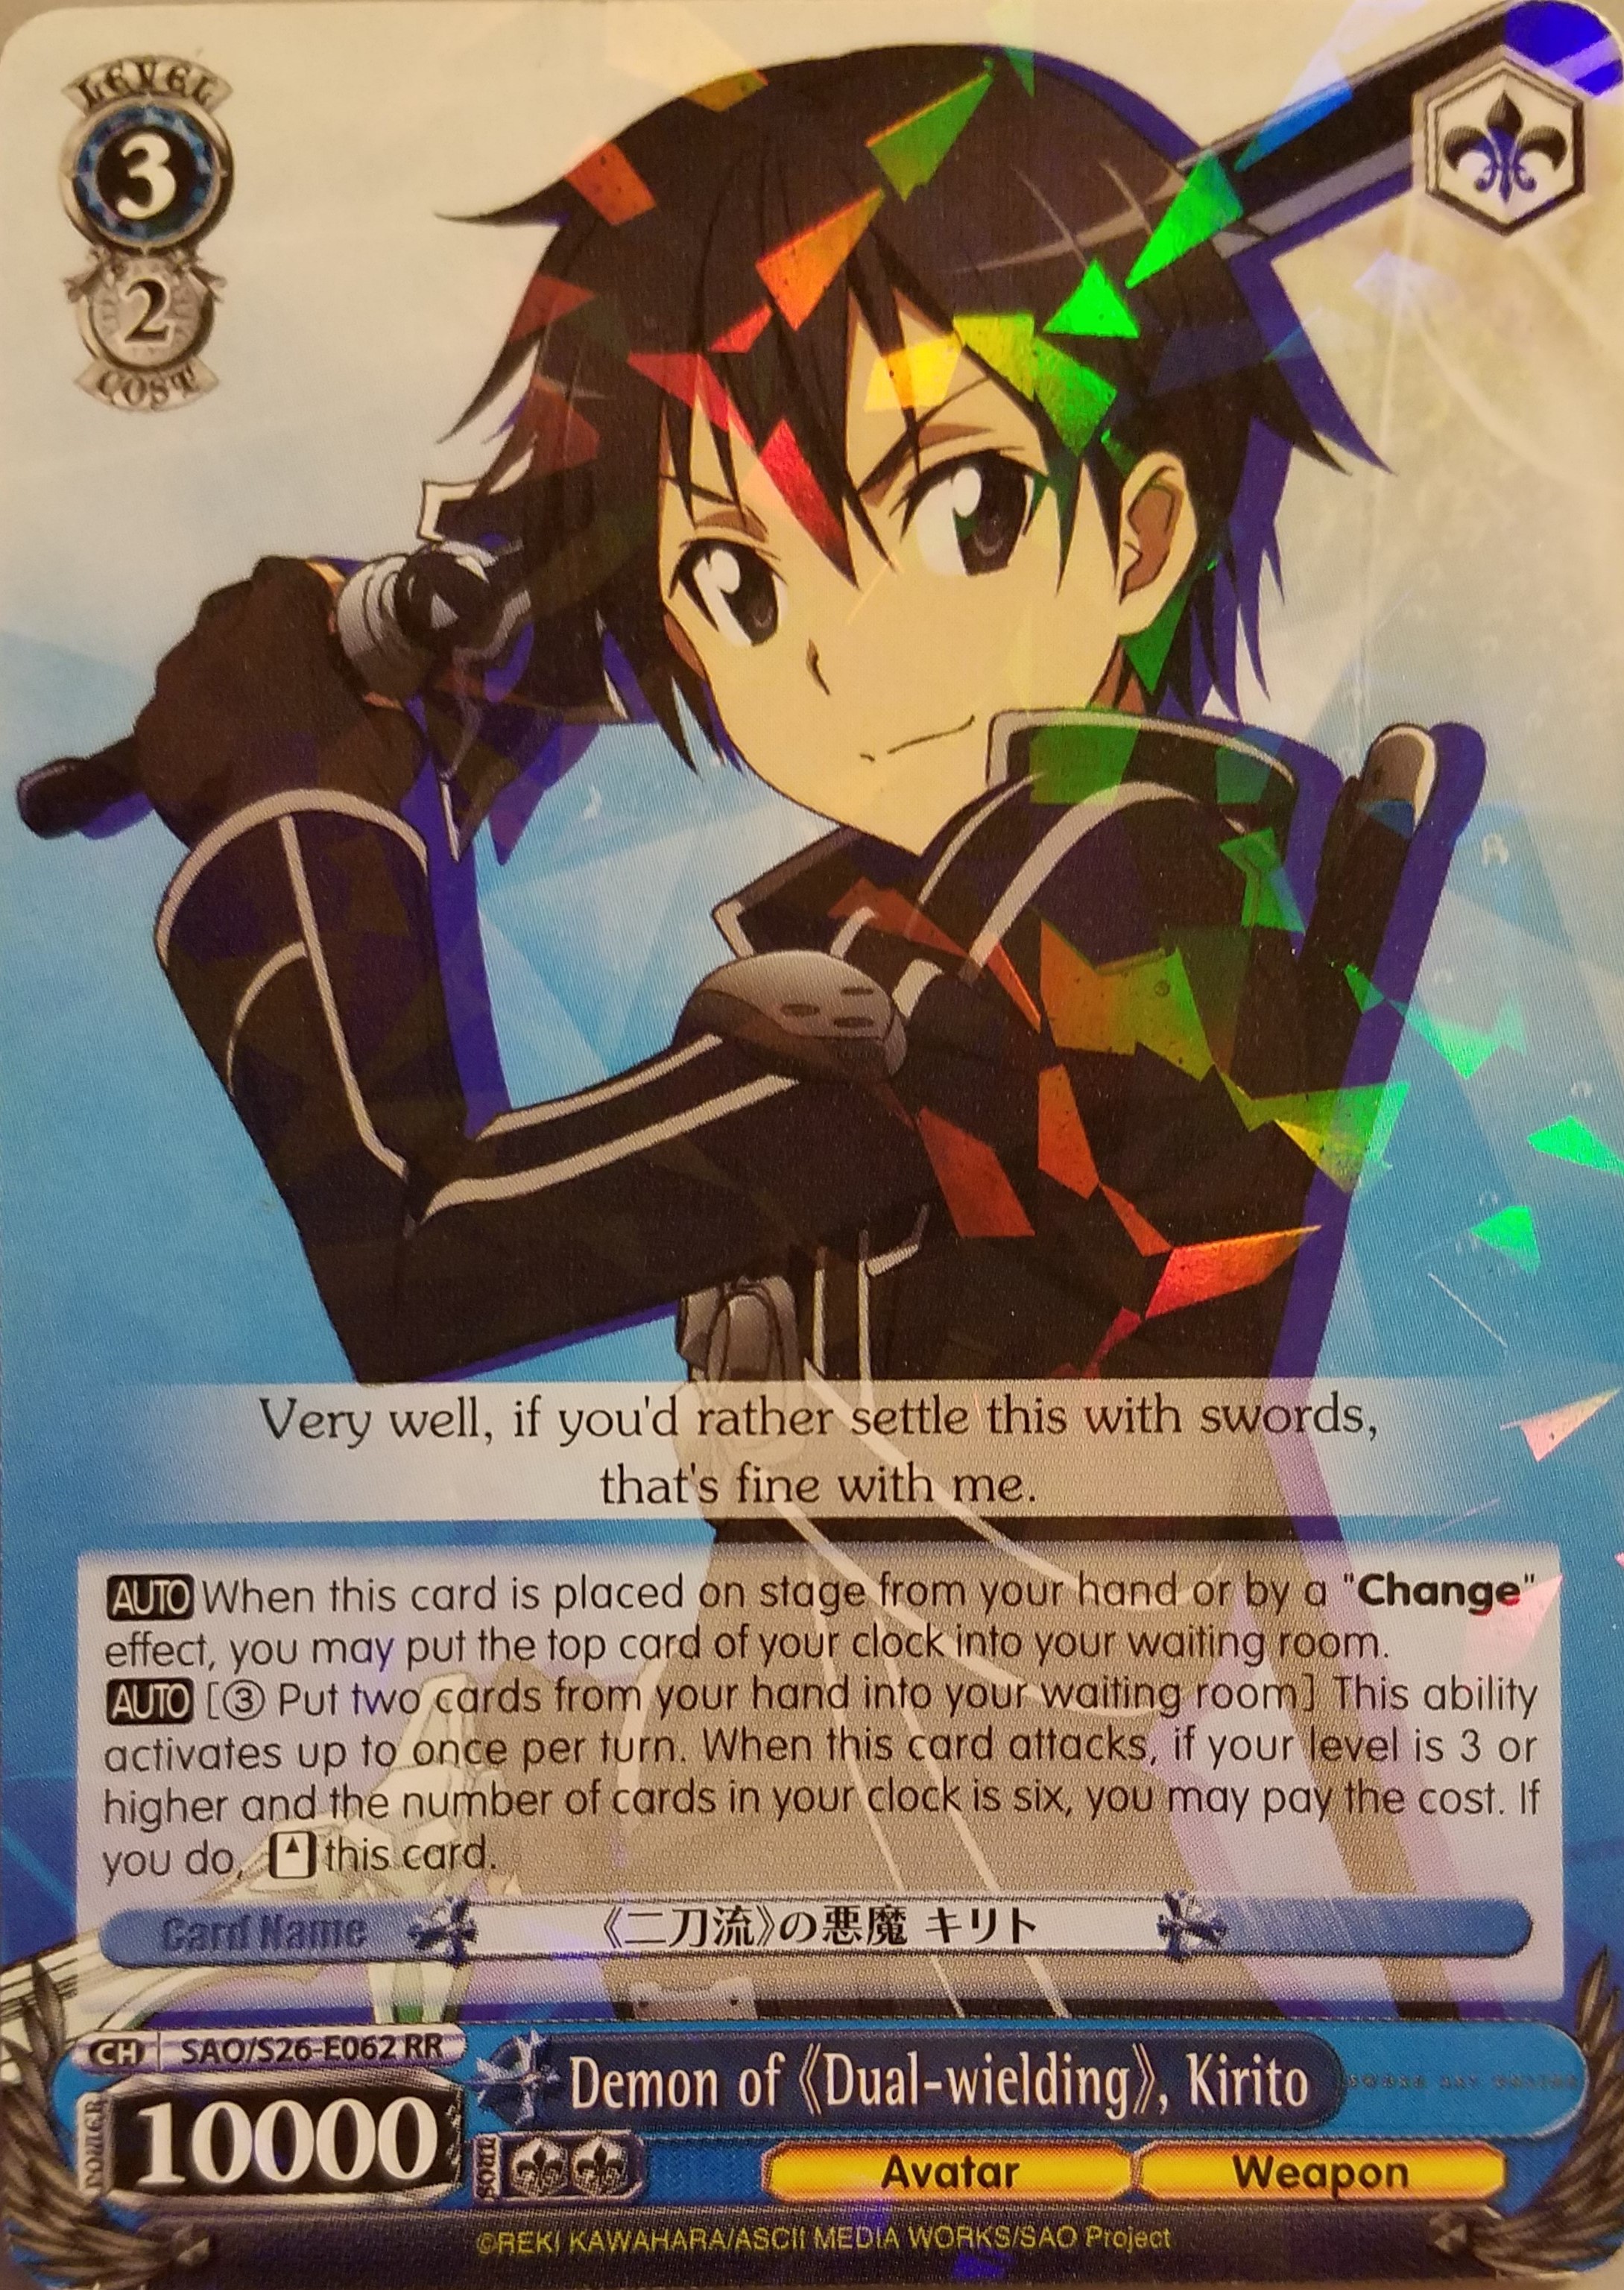 LEVEL
3
2
COST
Very well, if you'd rather settle this with swords,
that's fine with me.
AUTO When this card is placed on stage from your hand or by a "Change"
effect, you may put the top card of your clock into your waiting room.
AUTO [③ Put two cards from your hand into your waiting room] This ability
activates up to once per turn. When this card attacks, if your level is 3 or
higher and the number of cards in your clock is six, you may pay the cost. If
you do, this card.
Card Name 《二刀流》の悪魔 キリト
CH SAO/S26-E062 RR
Demon of 《Dual-wielding》, Kirito
POWER 10000
SOUL
Avatar Weapon
©REKI KAWAHARA/ASCII MEDIA WORKS/SAO Project